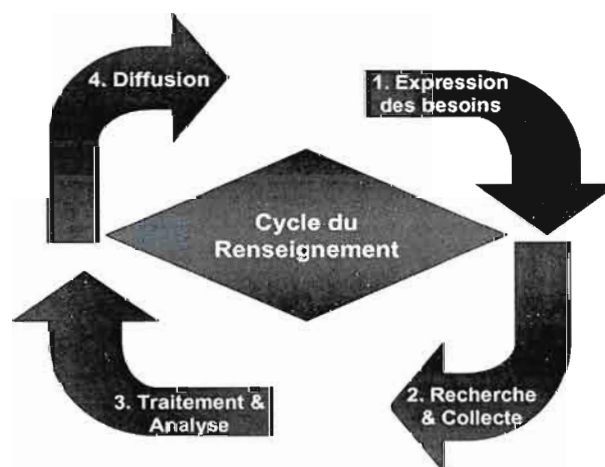 4. Diffusion
1. Expression
des besoins
Cycle du
Renseignement
3. Traitement &
Analyse
2. Recherche
& Collecte